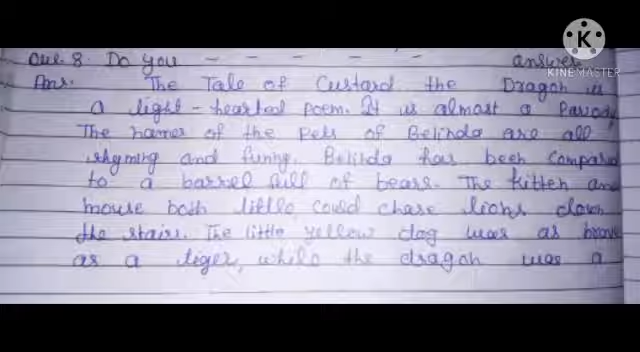 Que. 8. Do you - - - - - - answer
Ans. The Tale of Custard the Dragon is
a light-hearted poem. It is almost a Parody
The names of the pets of Belinda are all
rhyming and funny. Belinda has been compare
to a barrel full of bears. The kitten and
mouse both little could chase lions down
the stairs. The little yellow dog was as brave
as a tiger, while the dragon was a
KINEMASTER